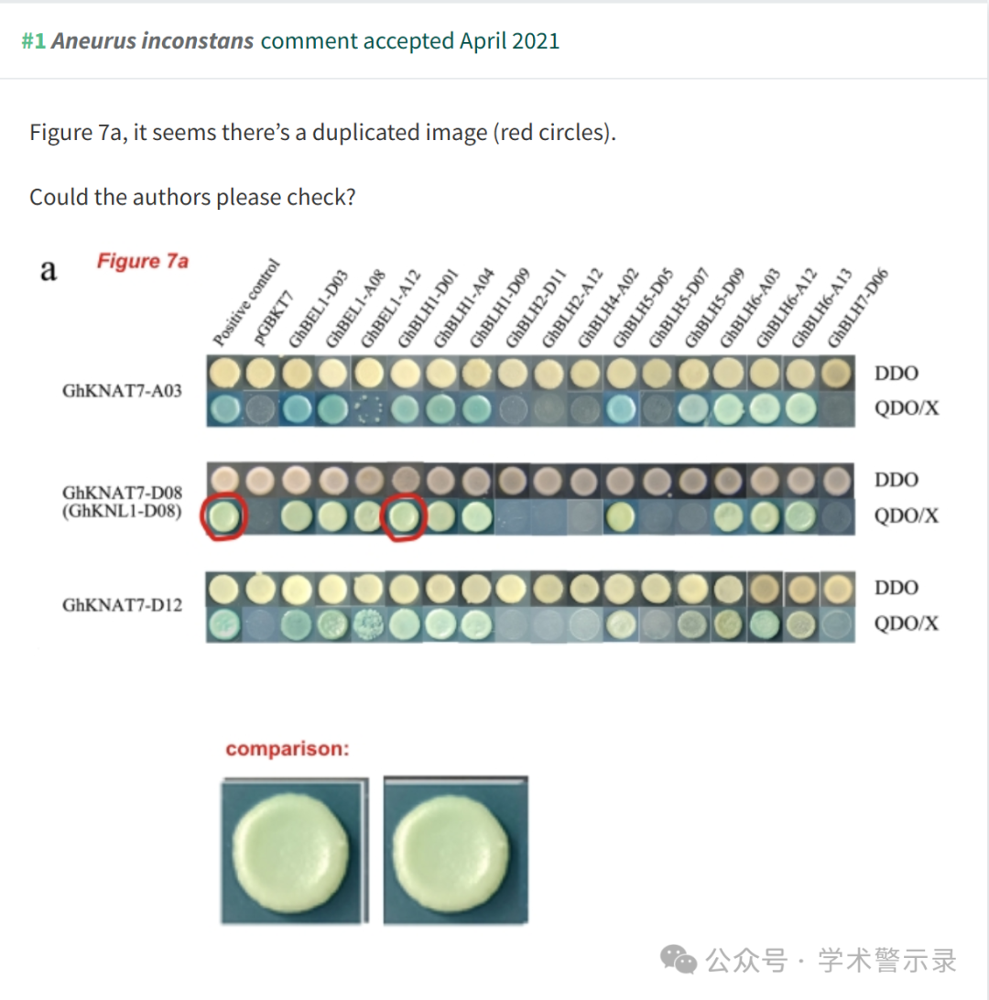 #1 Aneurus inconstans comment accepted April 2021
Figure 7a, it seems there’s a duplicated image (red circles).
Could the authors please check?
a
Figure 7a
Positive control
pGBKT7
GhBEL1-D03
GhBEL1-A08
GhBEL1-A12
GhBLH1-D01
GhBLH1-A04
GhBLH1-D09
GhBLH2-D11
GhBLH2-A12
GhBLH4-A02
GhBLH5-D05
GhBLH5-D07
GhBLH5-D09
GhBLH6-A03
GhBLH6-A12
GhBLH6-A13
GhBLH7-D06
GhKNAT7-A03
DDO
QDO/X
GhKNAT7-D08
(GhKNL1-D08)
DDO
QDO/X
GhKNAT7-D12
DDO
QDO/X
comparison:
公众号 · 学术警示录